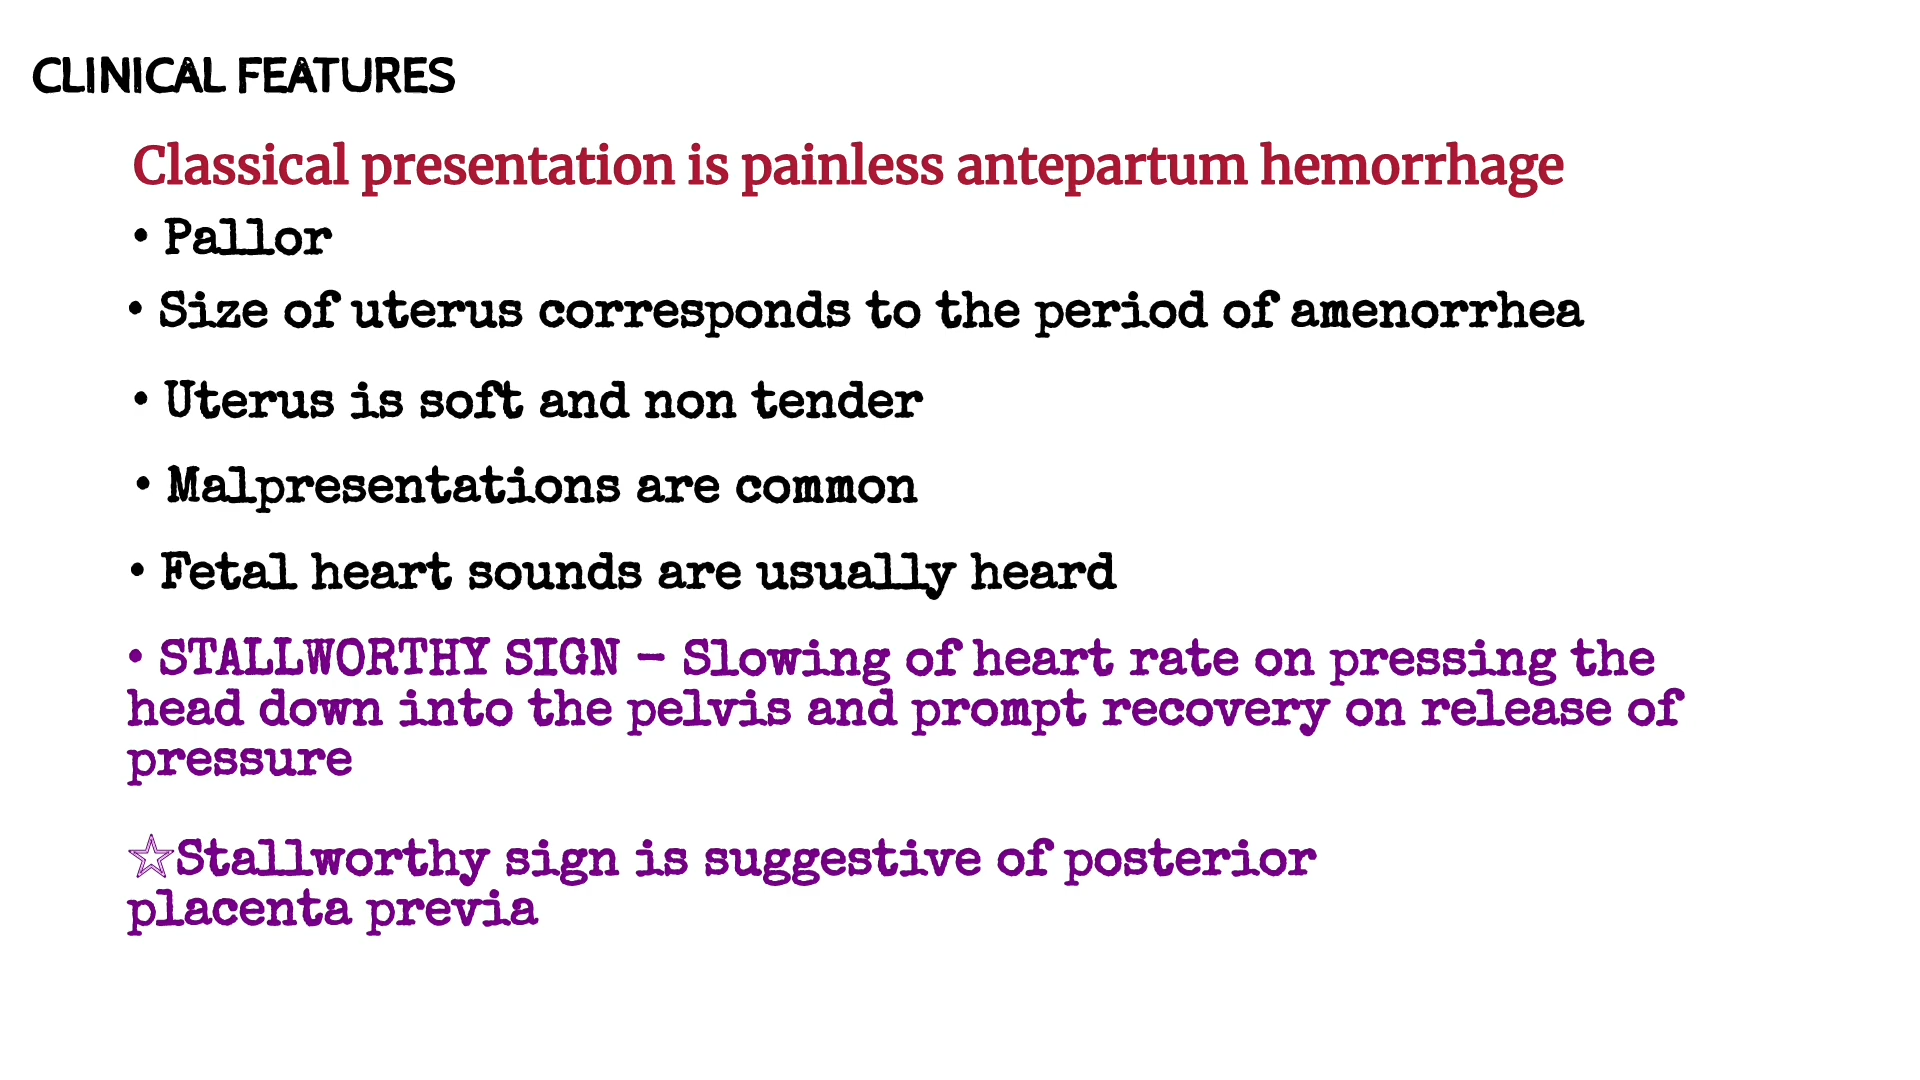 CLINICAL FEATURES
Classical presentation is painless antepartum hemorrhage
• Pallor
• Size of uterus corresponds to the period of amenorrhea
• Uterus is soft and non tender
• Malpresentations are common
• Fetal heart sounds are usually heard
• STALLWORTHY SIGN – Slowing of heart rate on pressing the
head down into the pelvis and prompt recovery on release of
pressure
☆Stallworthy sign is suggestive of posterior
placenta previa